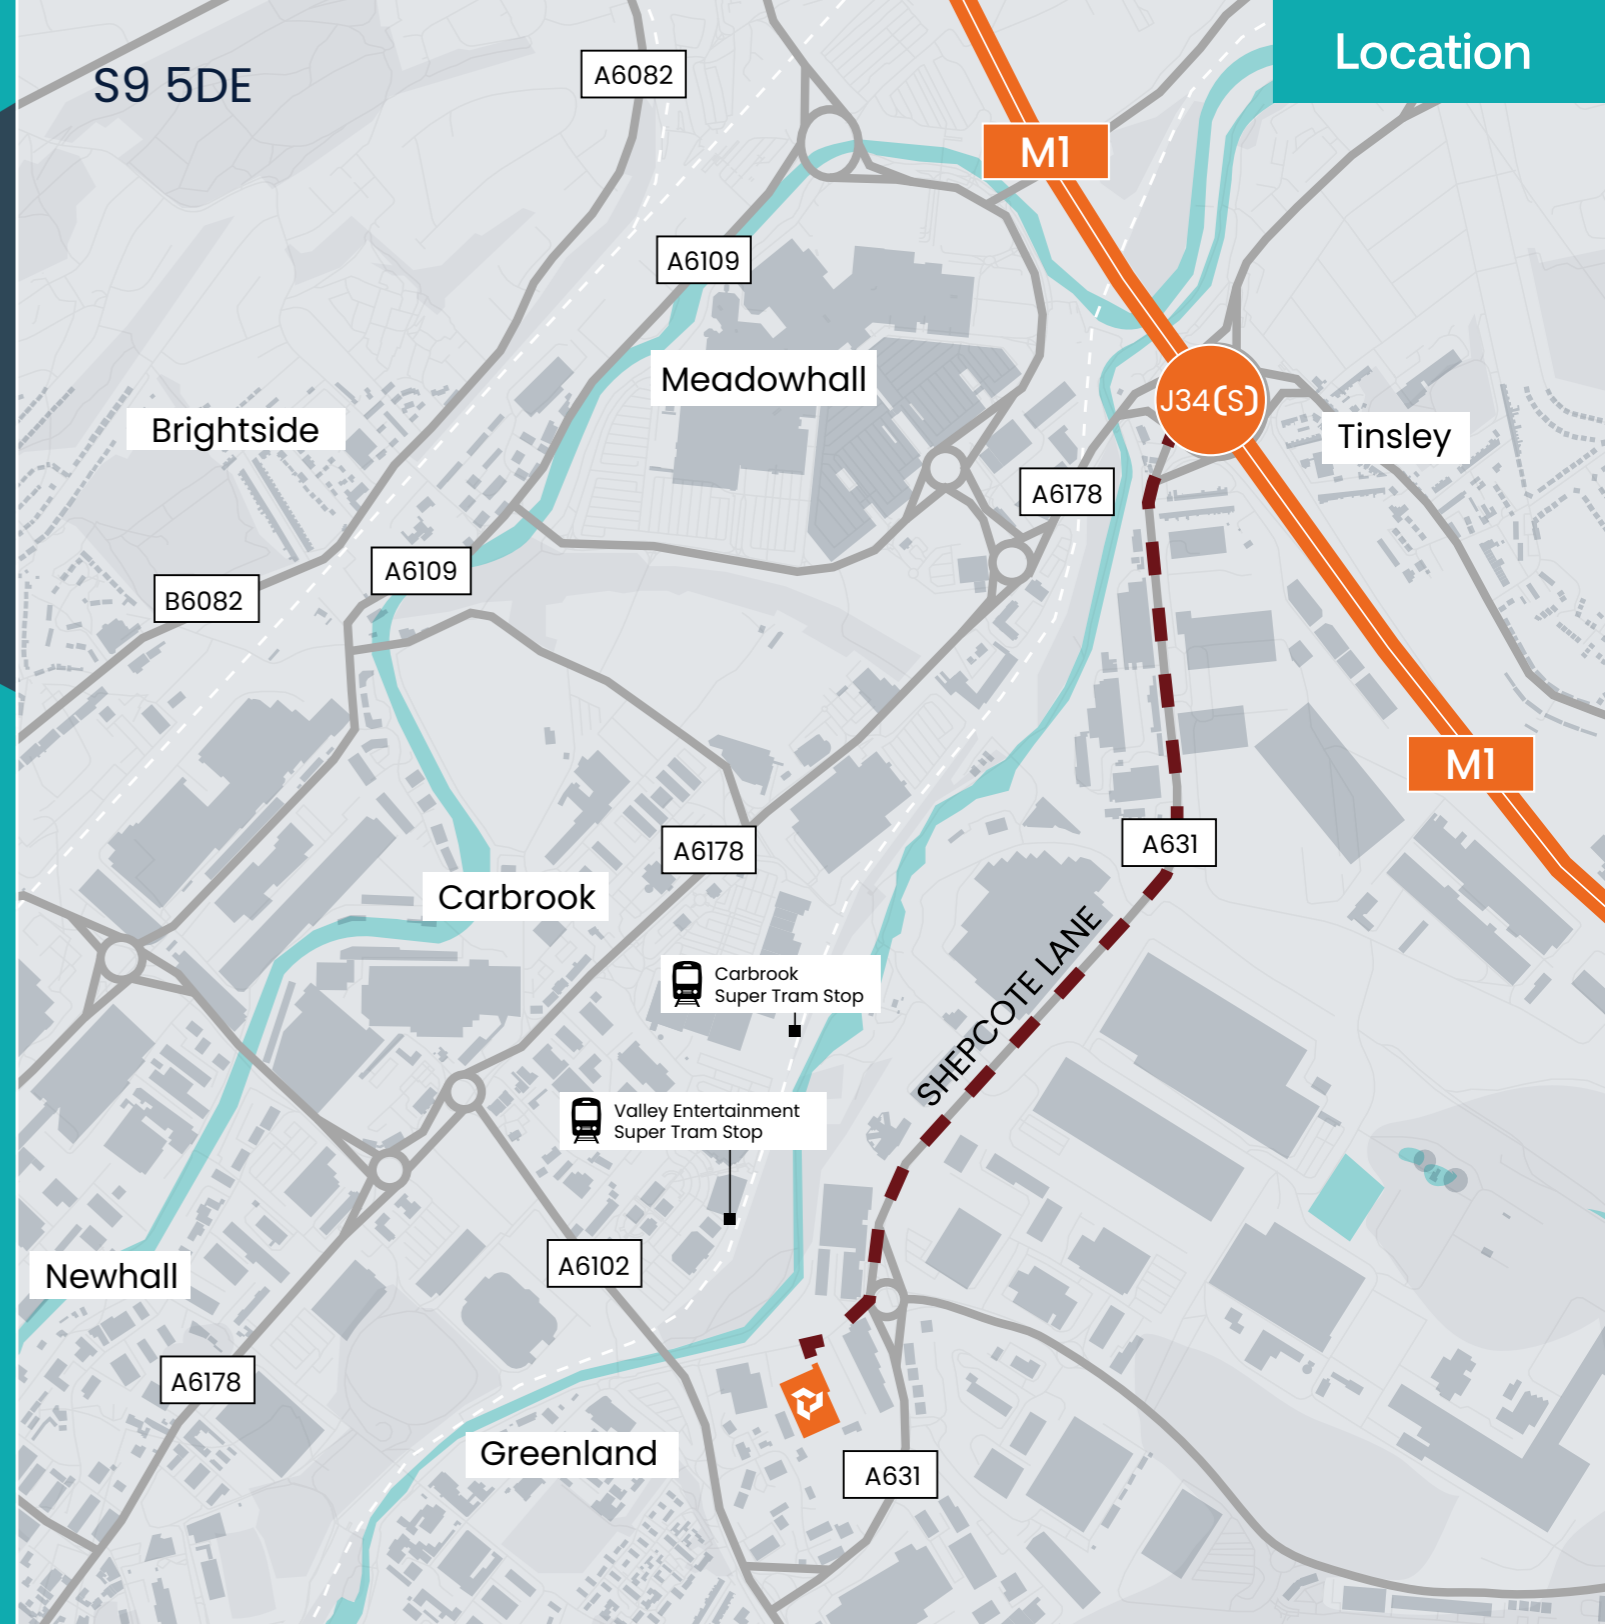 Location
S9 5DE
A6082
M1
A6109
Meadowhall
J34(S)
Brightside
Tinsley
A6178
A6109
B6082
M1
A631
A6178
Carbrook
SHEPCOTE LANE
Carbrook
Super Tram Stop
Valley Entertainment
Super Tram Stop
A6102
Newhall
A6178
Greenland
A631